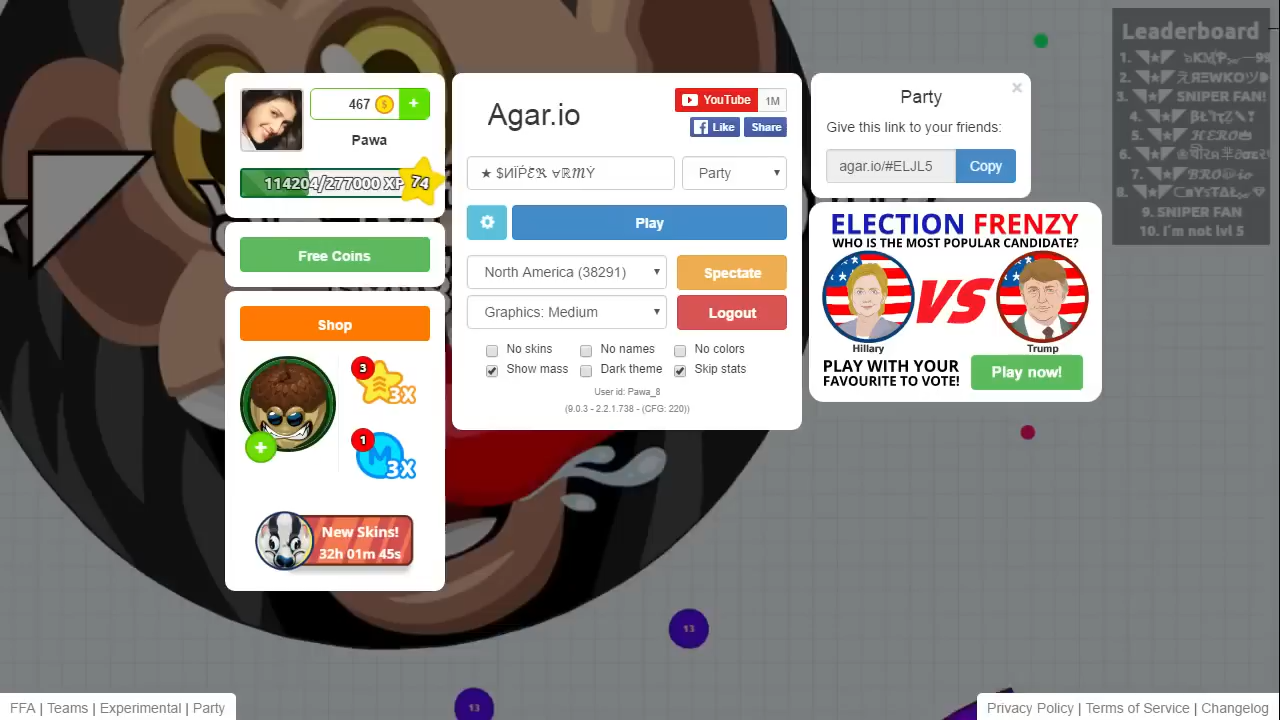 467
+
Pawa
114204/277000 XP
74
Free Coins
Shop
3
3X
1
M
3X
+
New Skins!
32h 01m 45s
Agar.io
YouTube 1M
Like Share
Party
Play
North America (38291)
Spectate
Graphics: Medium
Logout
No skins No names No colors
Show mass Dark theme Skip stats
User id: Pawa_8
(9.0.3 - 2.2.1.738 - (CFG: 220))
×
Party
Give this link to your friends:
agar.io/#ELJL5 Copy
ELECTION FRENZY
WHO IS THE MOST POPULAR CANDIDATE?
VS
Hillary Trump
PLAY WITH YOUR
FAVOURITE TO VOTE!
Play now!
Leaderboard
1.
2.
3. ◥★◤ SNIPER FAN!
4.
5. ◥★◤
6.
7. ◥★◤
8.
9. SNIPER FAN
10. I´m not lvl 5
13
13
FFA | Teams | Experimental | Party
Privacy Policy | Terms of Service | Changelog